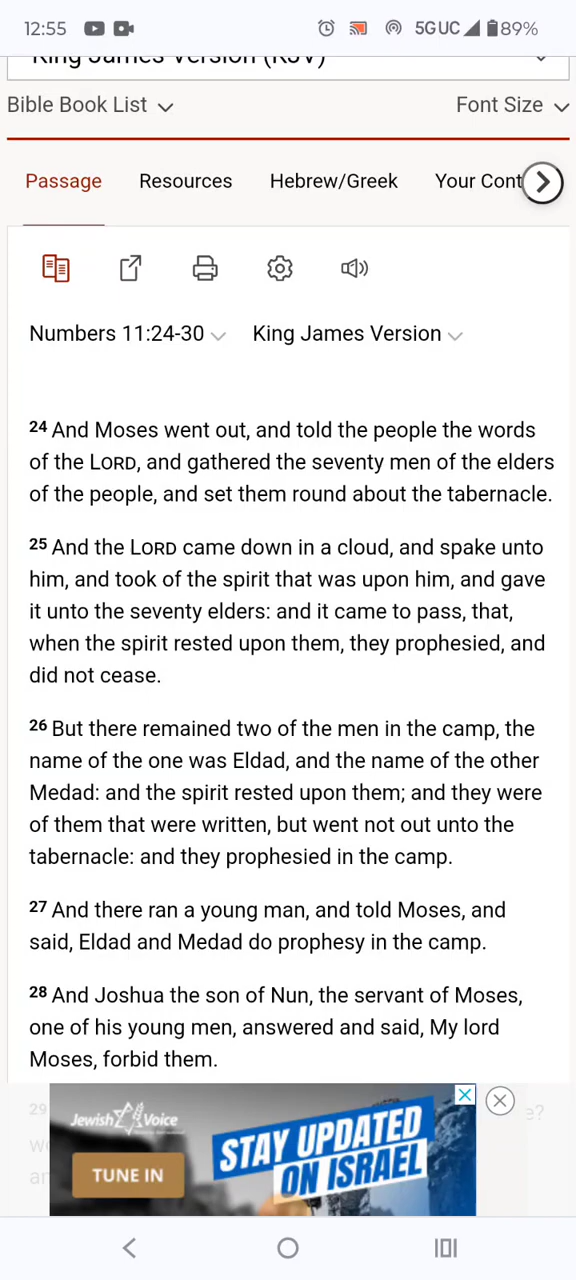 12:55 5G UC 89%
King James Version (KJV)
Bible Book List Font Size
Passage Resources Hebrew/Greek Your Cont
Numbers 11:24-30 King James Version
24 And Moses went out, and told the people the words
of the LORD, and gathered the seventy men of the elders
of the people, and set them round about the tabernacle.
25 And the LORD came down in a cloud, and spake unto
him, and took of the spirit that was upon him, and gave
it unto the seventy elders: and it came to pass, that,
when the spirit rested upon them, they prophesied, and
did not cease.
26 But there remained two of the men in the camp, the
name of the one was Eldad, and the name of the other
Medad: and the spirit rested upon them; and they were
of them that were written, but went not out unto the
tabernacle: and they prophesied in the camp.
27 And there ran a young man, and told Moses, and
said, Eldad and Medad do prophesy in the camp.
28 And Joshua the son of Nun, the servant of Moses,
one of his young men, answered and said, My lord
Moses, forbid them.
29
Jewish Voice
TUNE IN
STAY UPDATED
ON ISRAEL